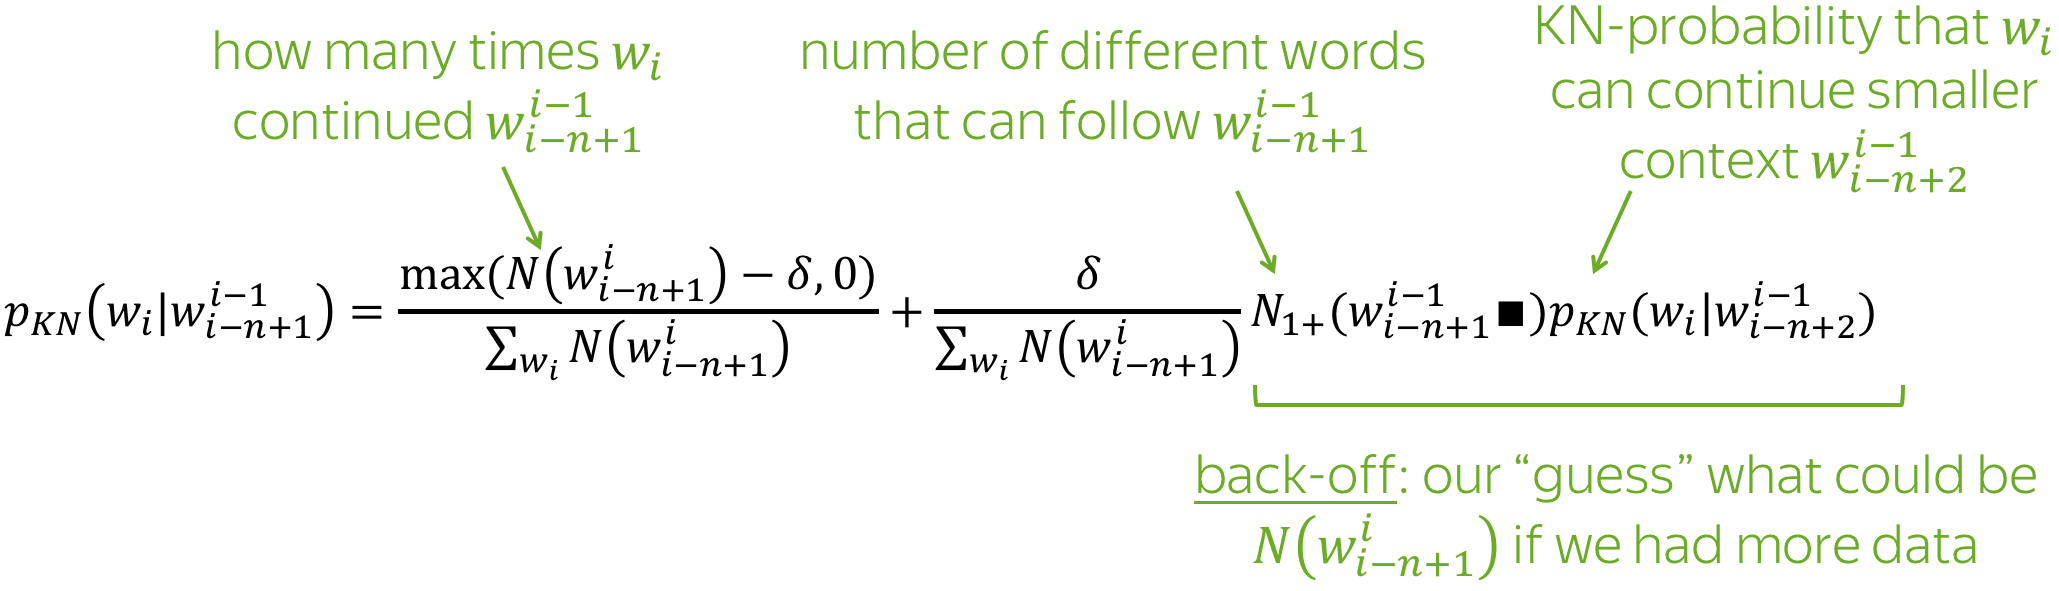 how many times $w_i$
continued $w_{i-n+1}^{i-1}$
number of different words
that can follow $w_{i-n+1}^{i-1}$
KN-probability that $w_i$
can continue smaller
context $w_{i-n+2}^{i-1}$
$p_{KN}(w_i|w_{i-n+1}^{i-1}) = \frac{\max(N(w_{i-n+1}^{i}) - \delta, 0)}{\sum_{w_i} N(w_{i-n+1}^{i})} + \frac{\delta}{\sum_{w_i} N(w_{i-n+1}^{i})} N_{1+}(w_{i-n+1}^{i-1} ■) p_{KN}(w_i|w_{i-n+2}^{i-1})$
back-off: our “guess” what could be
$N(w_{i-n+1}^{i})$ if we had more data